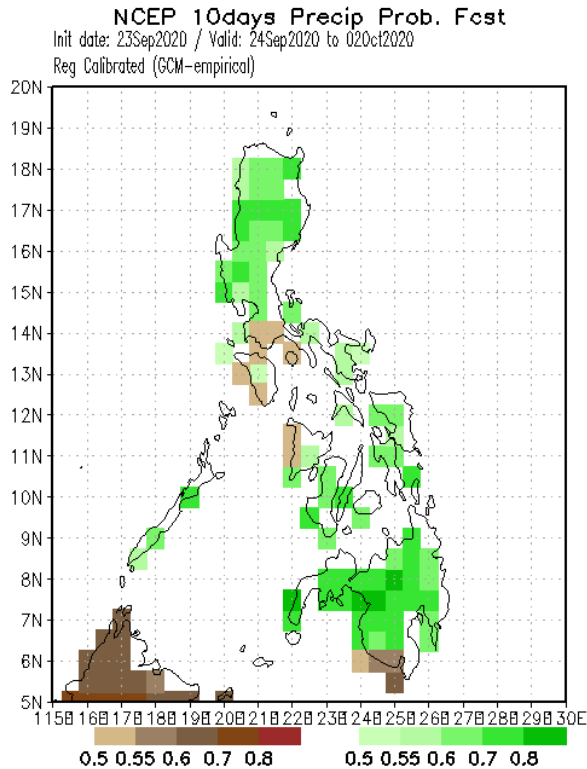 NCEP 10days Precip Prob. Fcst
Init date: 23Sep2020 / Valid: 24Sep2020 to 02Oct2020
Reg Calibrated (GCM-empirical)
20N
19N
18N
17N
16N
15N
14N
13N
12N
11N
10N
9N
8N
7N
6N
5N
115E 116E 117E 118E 119E 120E 121E 122E 123E 124E 125E 126E 127E 128E 129E 130E
0.5 0.55 0.6 0.7 0.8 0.5 0.55 0.6 0.7 0.8